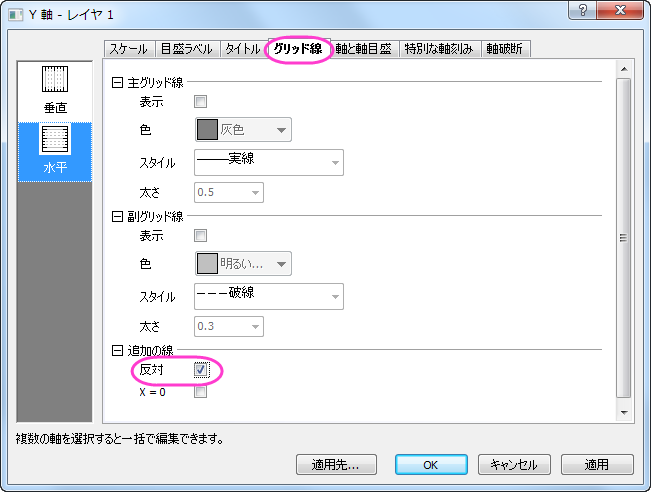 Y 軸 - レイヤ 1
スケール 目盛ラベル タイトル グリッド線 軸と軸目盛 特別な軸刻み 軸破断
垂直
水平
主グリッド線
表示
色 灰色
スタイル 実線
太さ 0.5
副グリッド線
表示
色 明るい...
スタイル 破線
太さ 0.3
追加の線
反対
X = 0
複数の軸を選択すると一括で編集できます。
適用先... OK キャンセル 適用